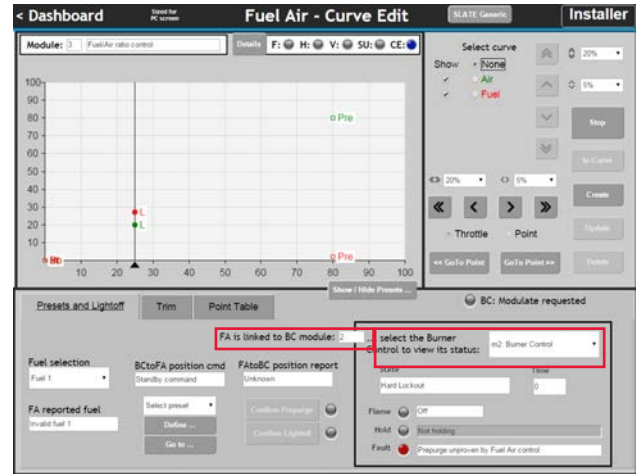 < Dashboard
Sized for
PC screen
Fuel Air - Curve Edit
SLATE Generic
Installer
Module: 3 Fuel/Air ratio control
Details
F: H: V: SU: CE:
100
90
80
70
60
50
40
30
20
10
Pre
L
L
Pre
10 20 30 40 50 60 70 80 90 100
Show / Hide Presets ...
Select curve
Show None
Air
Fuel
20%
5%
Stop
to Curve
20% 5%
Create
Throttle Point
Update
<< GoTo Point GoTo Point >>
Delete
Presets and Lightoff Trim Point Table
BC: Modulate requested
FA is linked to BC module: 2 ... select the Burner
Control to view its status:
m2: Burner Control
Fuel selection
Fuel 1
BCtoFA position cmd
Standby command
FAtoBC position report
Unknown
State
Hard Lockout
Time
0
FA reported fuel
Invalid fuel 1
Select preset
Define ...
Go to ...
Confirm Prepurge
Confirm Lightoff
Flame Off
Hold Not holding
Fault Prepurge unproven by Fuel Air control